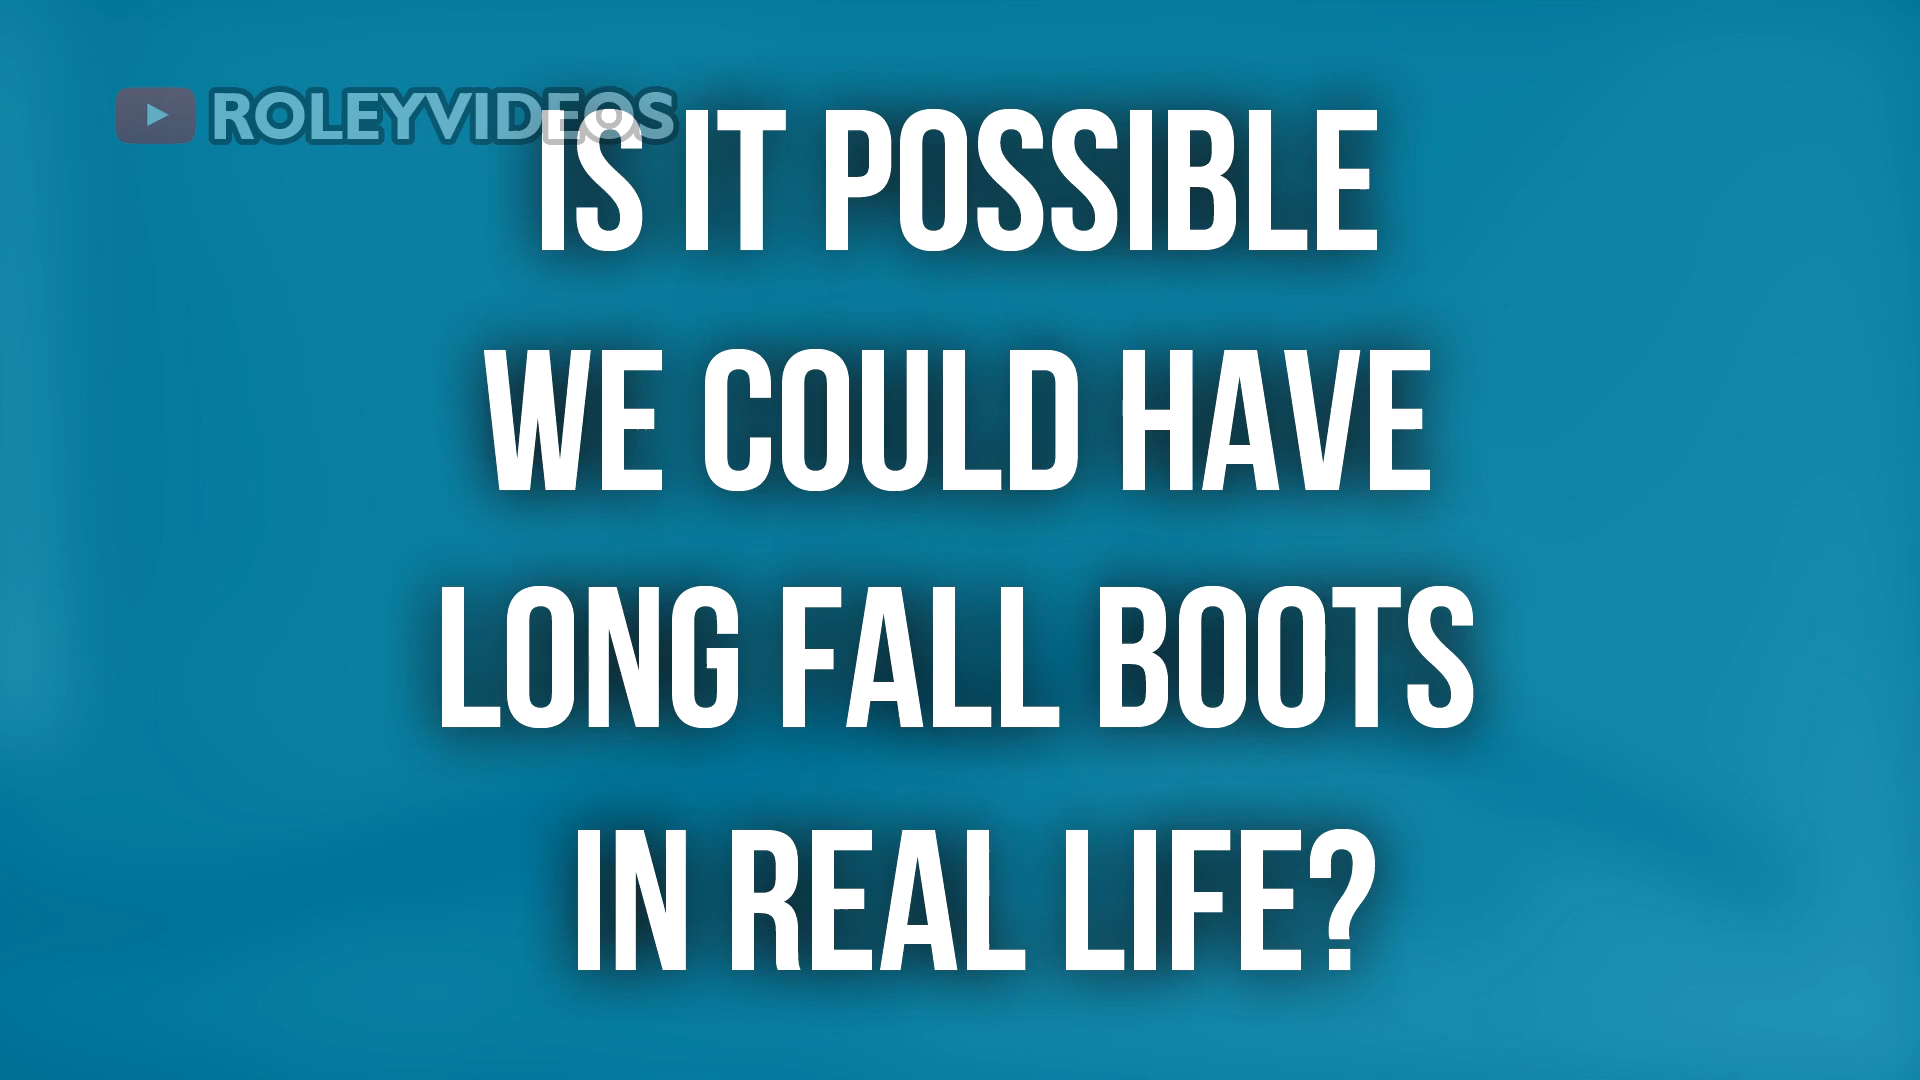 ROLEYVIDEOS
IS IT POSSIBLE
WE COULD HAVE
LONG FALL BOOTS
IN REAL LIFE?